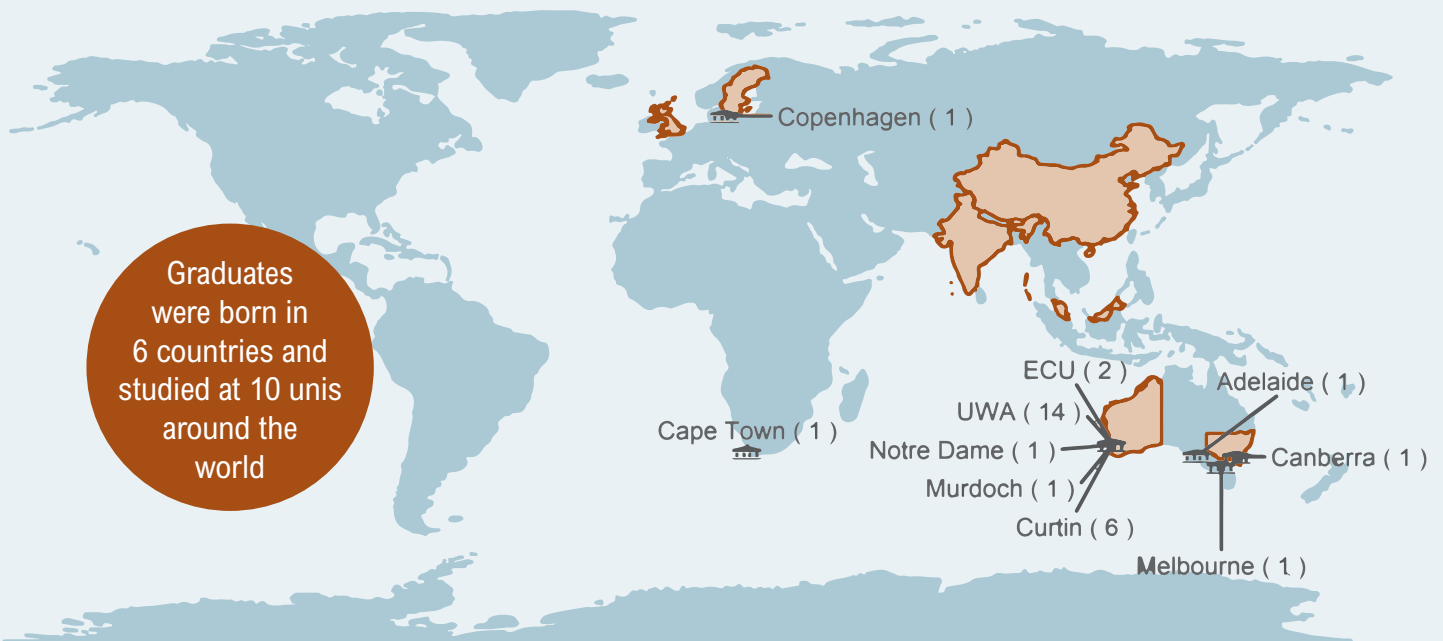 Copenhagen ( 1 )
Graduates
were born in
6 countries and
studied at 10 unis
around the
world
ECU ( 2 )
Adelaide ( 1 )
UWA ( 14 )
Cape Town ( 1 )
Notre Dame ( 1 )
Canberra ( 1 )
Murdoch ( 1 )
Curtin ( 6 )
Melbourne ( 1 )